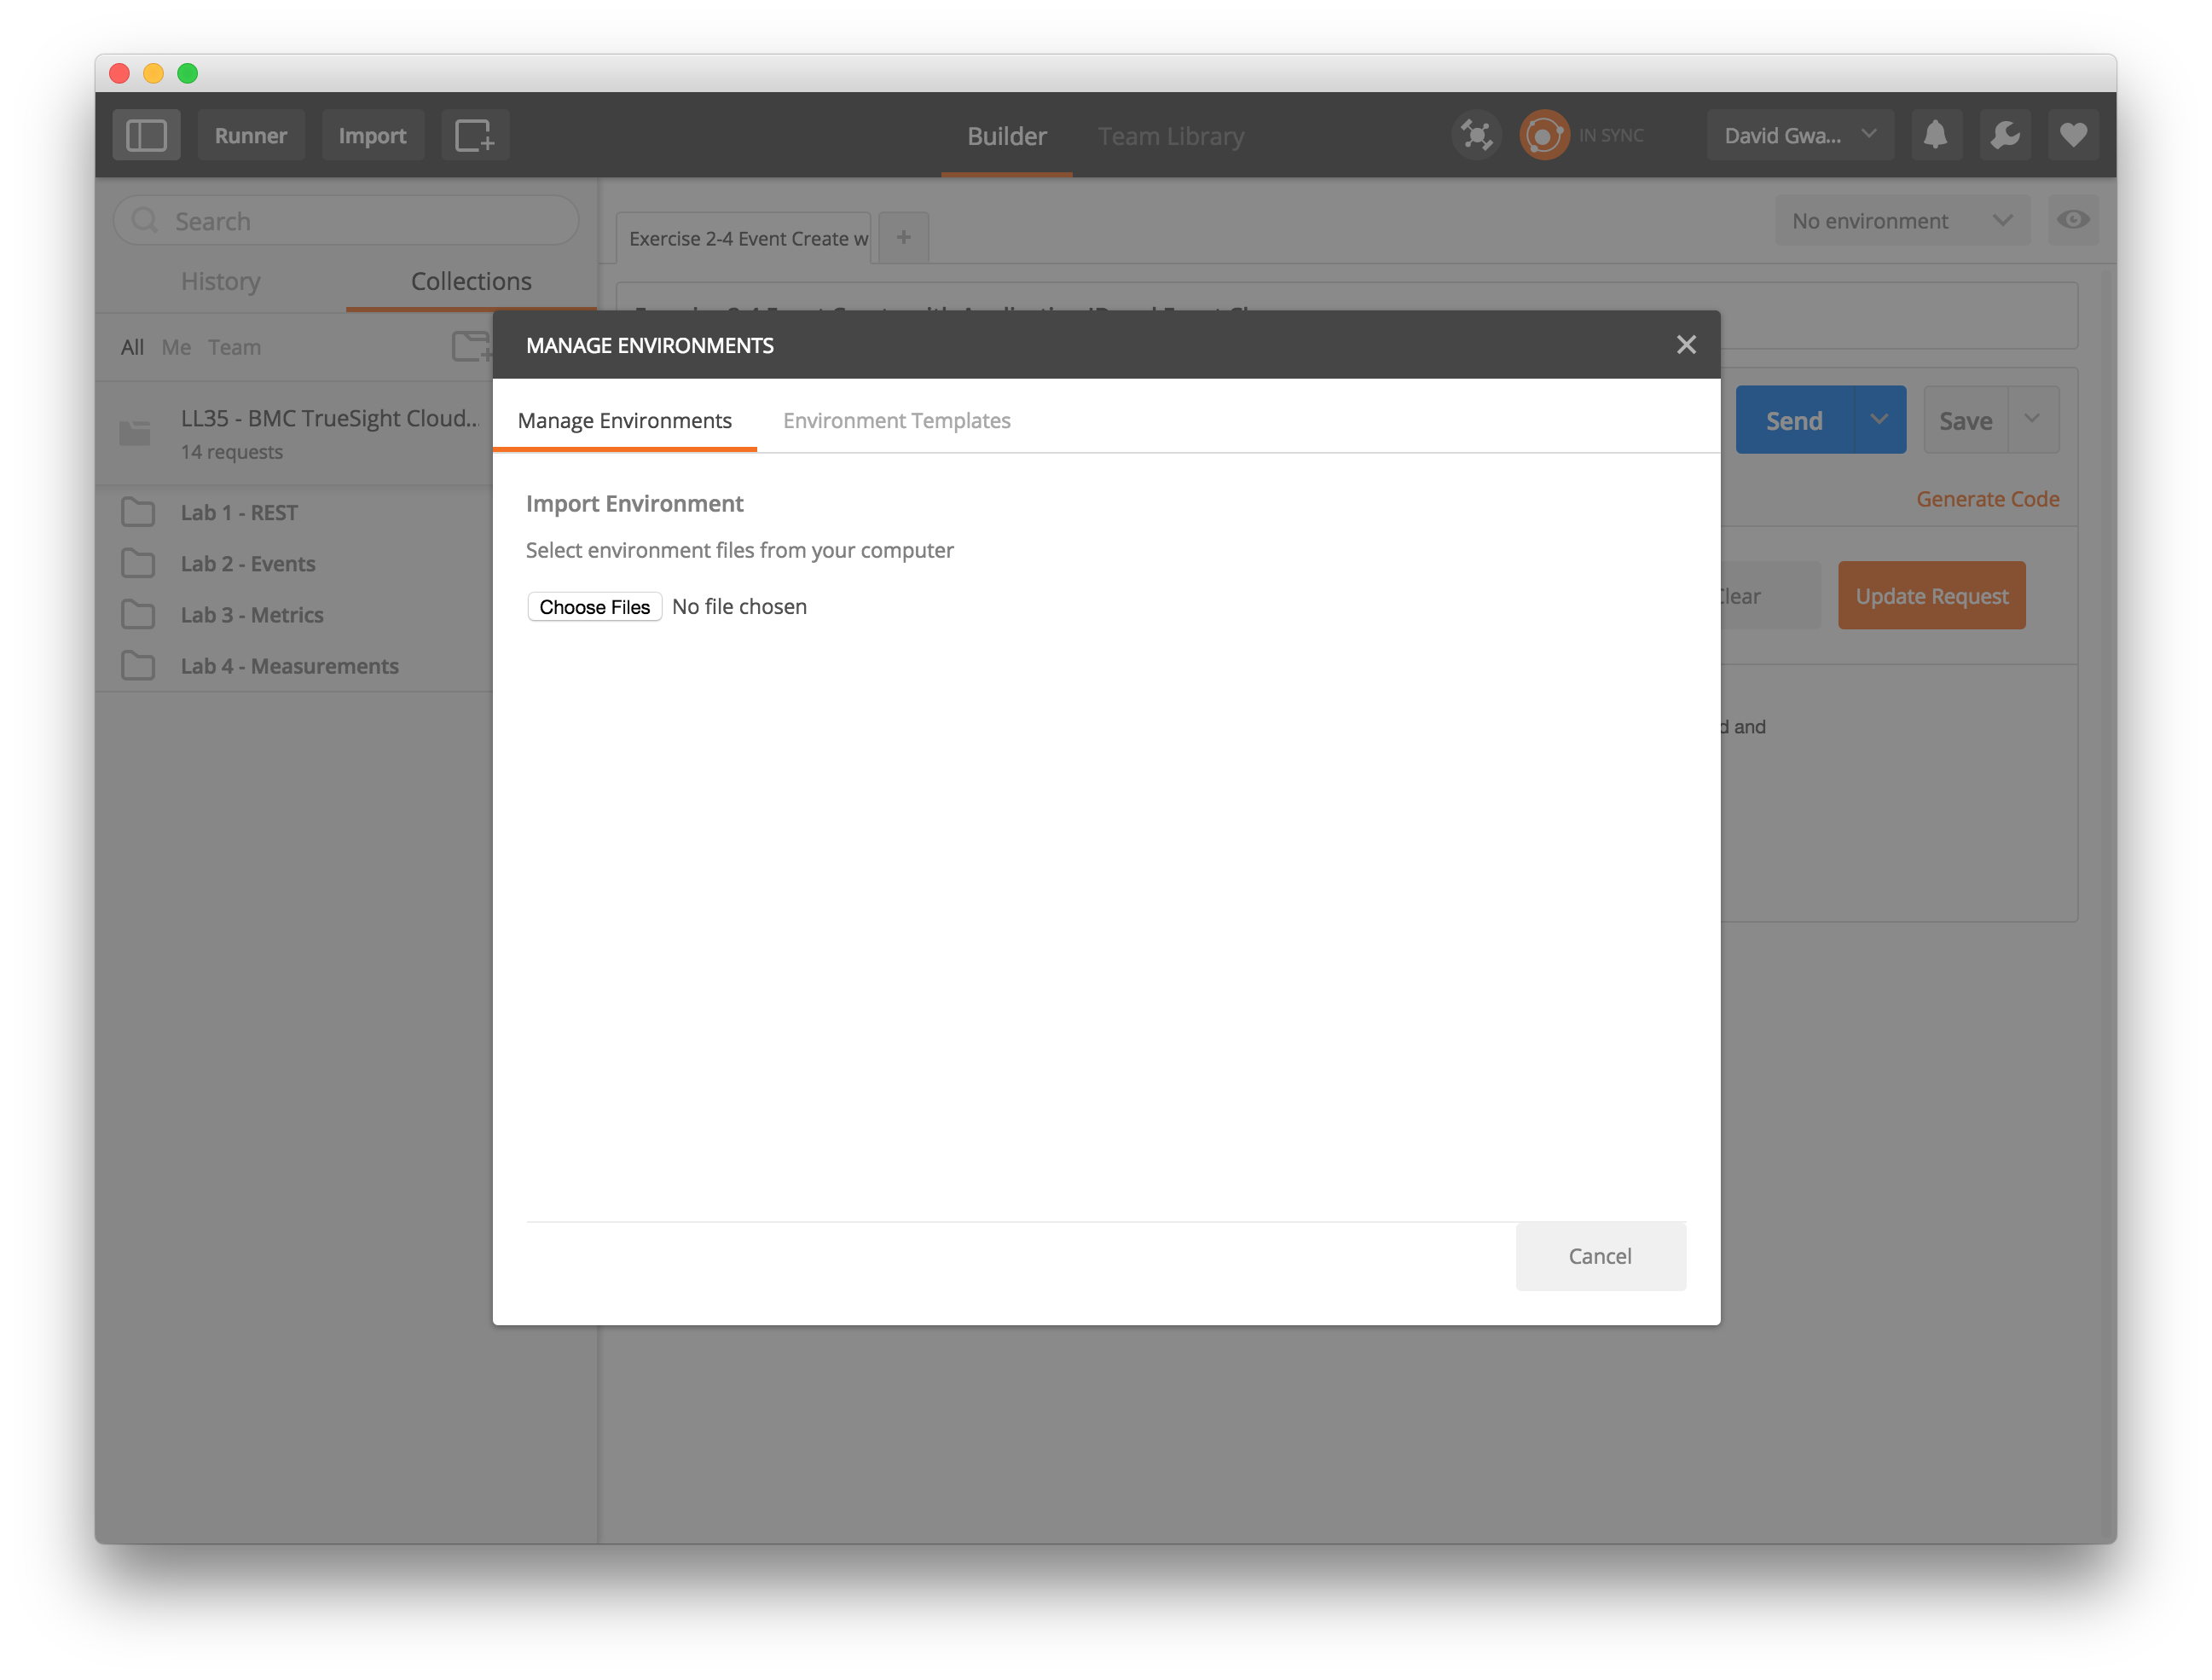 Runner Import Builder Team Library IN SYNC David Gwa...
Search
No environment
Exercise 2-4 Event Create w +
History Collections
All Me Team
LL35 - BMC TrueSight Cloud...
14 requests
Lab 1 - REST
Lab 2 - Events
Lab 3 - Metrics
Lab 4 - Measurements
MANAGE ENVIRONMENTS
Manage Environments Environment Templates
Import Environment
Select environment files from your computer
Choose Files No file chosen
Cancel
Send Save
Generate Code
Update Request
d and